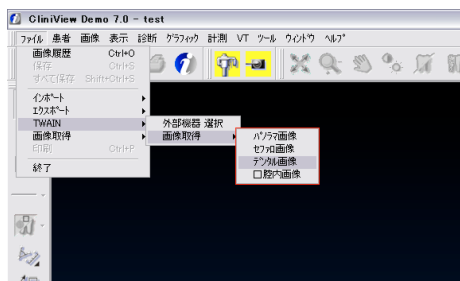 CliniView Demo 7.0 - test
ファイル 患者 画像 表示 診断 グラフィック 計測 VT ツール ウィンドウ ヘルプ
画像履歴 Ctrl+O
保存 Ctrl+S
すべて保存 Shift+Ctrl+S
インポート
エクスポート
TWAIN
外部機器 選択
画像取得
画像取得
パノラマ画像
セファロ画像
デンタル画像
口腔内画像
印刷 Ctrl+P
終了